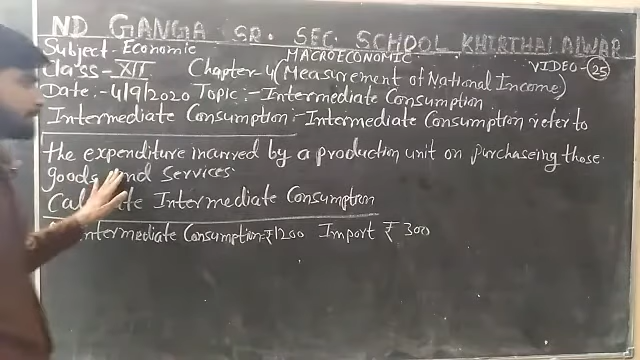 ND GANGA SR. SEC. SCHOOL KHIRTHAL ALWAR
Subject:- Economic
MACROECONOMIC
VIDEO- 25
Class- XII Chapter-4 (Measurement of National Income)
Date:-4/9/2020 Topic:-Intermediate Consumption
Intermediate Consumption:-Intermediate Consumption refer to
the expenditure incurred by a production unit on purchaseing those
goods and services.
Intermediate Consumption
Intermediate Consumption=₹1200 Import ₹ 300